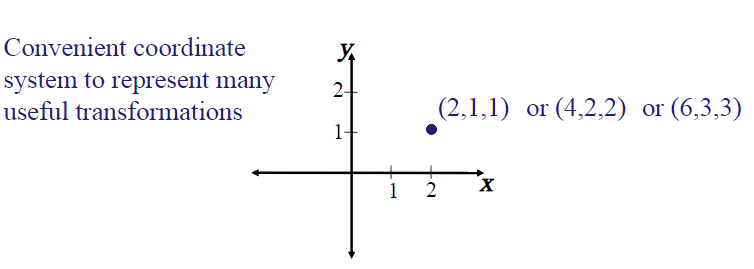 Convenient coordinate
system to represent many
useful transformations
y
2
1
(2,1,1) or (4,2,2) or (6,3,3)
1 2 x